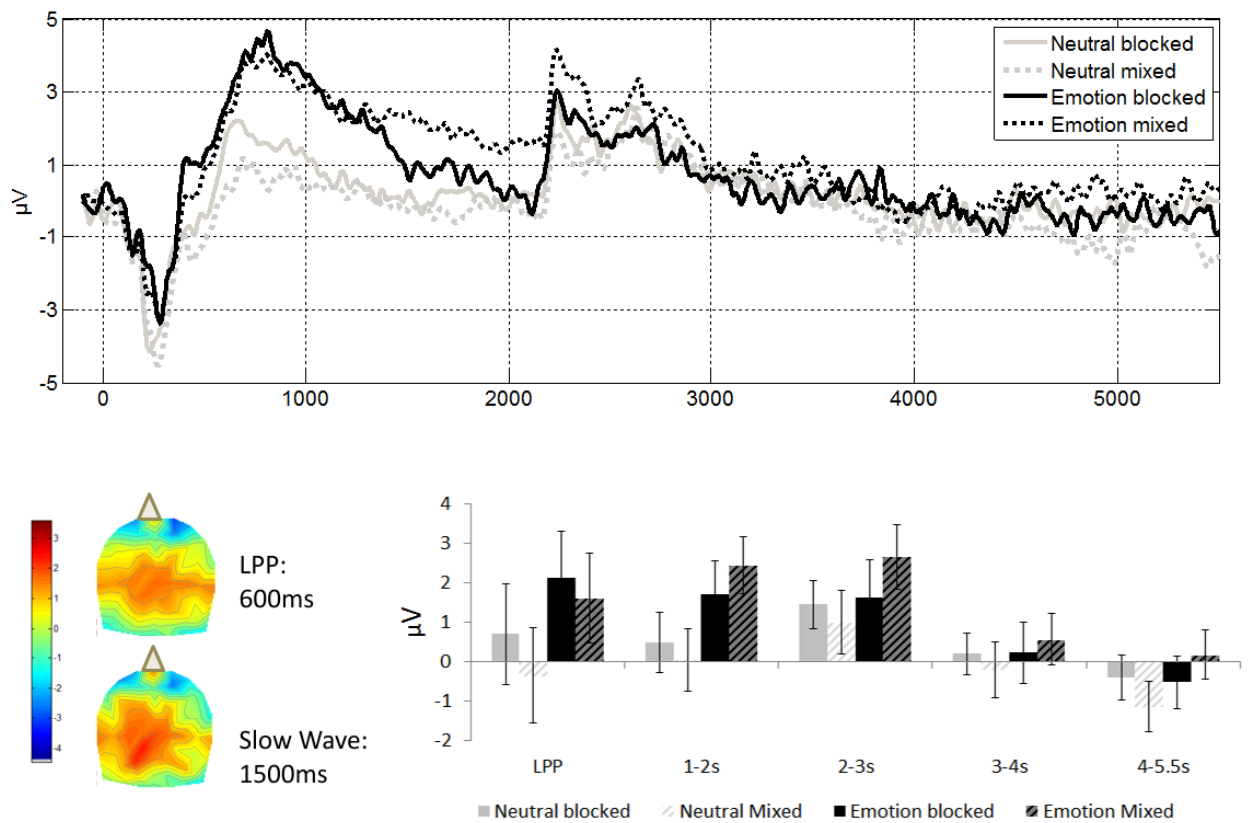 5
3
1
-1
-3
-5
μV
Neutral blocked
Neutral mixed
Emotion blocked
Emotion mixed
0 1000 2000 3000 4000 5000
3
2
1
0
-1
-2
-3
-4
LPP:
600ms
Slow Wave:
1500ms
4
3
2
1
0
-1
-2
μV
LPP 1-2s 2-3s 3-4s 4-5.5s
Neutral blocked Neutral Mixed Emotion blocked Emotion Mixed